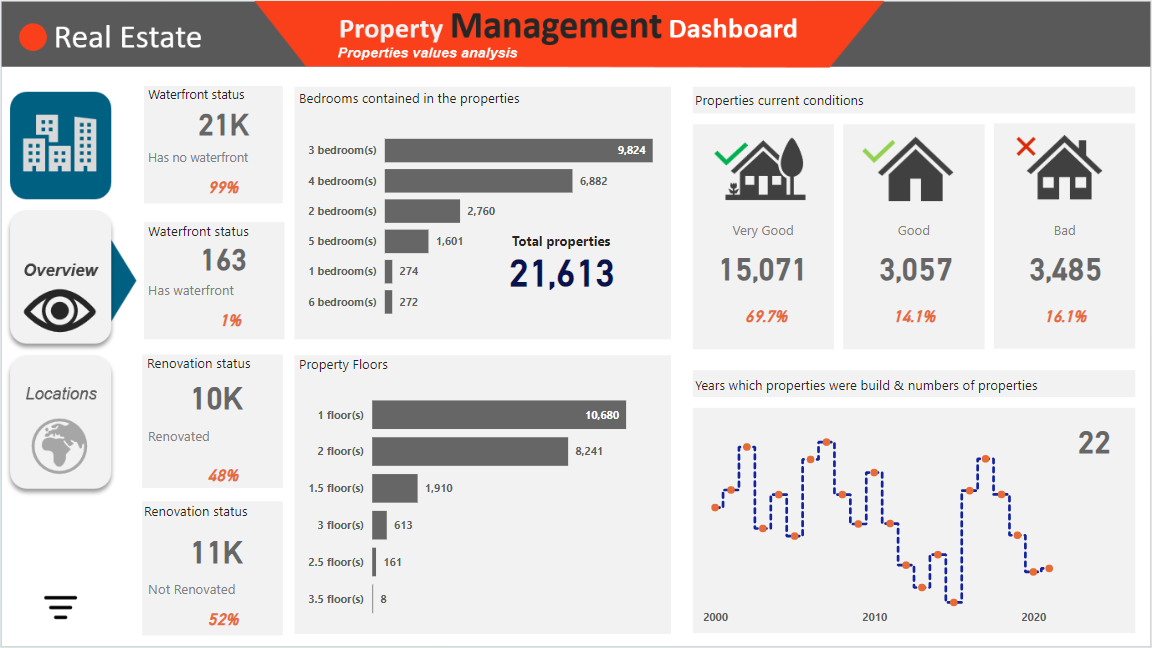 Real Estate
Property Management Dashboard
Properties values analysis
Overview
Locations
Waterfront status
21K
Has no waterfront
99%
Waterfront status
163
Has waterfront
1%
Renovation status
10K
Renovated
48%
Renovation status
11K
Not Renovated
52%
Bedrooms contained in the properties
3 bedroom(s) 9,824
4 bedroom(s) 6,882
2 bedroom(s) 2,760
5 bedroom(s) 1,601
1 bedroom(s) 274
6 bedroom(s) 272
Total properties
21,613
Property Floors
1 floor(s) 10,680
2 floor(s) 8,241
1.5 floor(s) 1,910
3 floor(s) 613
2.5 floor(s) 161
3.5 floor(s) 8
Properties current conditions
Very Good
15,071
69.7%
Good
3,057
14.1%
Bad
3,485
16.1%
Years which properties were build & numbers of properties
22
2000 2010 2020